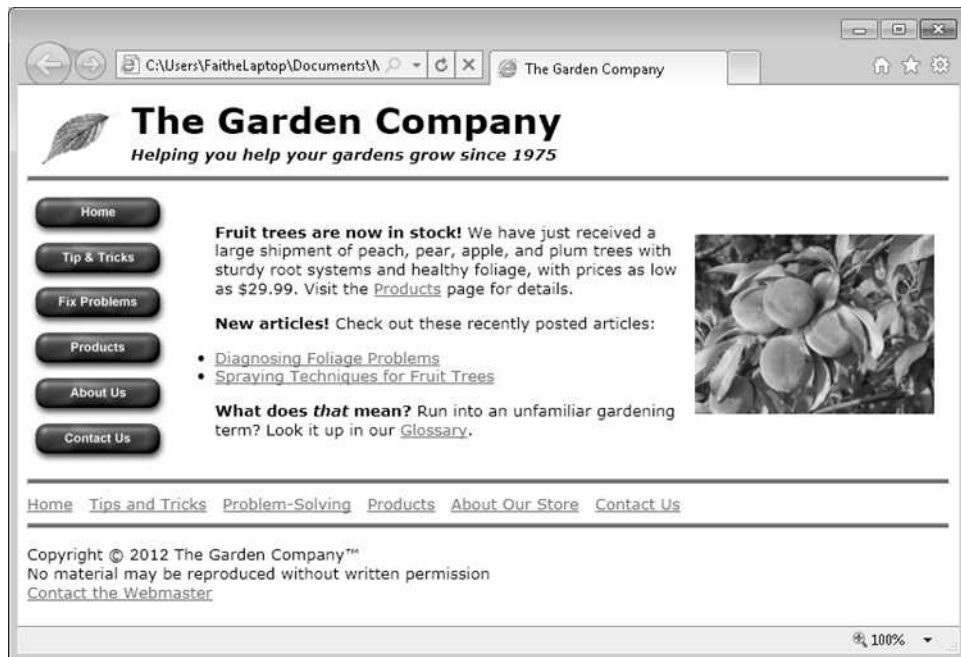 C:\Users\FaitheLaptop\Documents\M
The Garden Company
The Garden Company
Helping you help your gardens grow since 1975
Home
Tip & Tricks
Fix Problems
Products
About Us
Contact Us
Fruit trees are now in stock! We have just received a
large shipment of peach, pear, apple, and plum trees with
sturdy root systems and healthy foliage, with prices as low
as $29.99. Visit the Products page for details.
New articles! Check out these recently posted articles:
• Diagnosing Foliage Problems
• Spraying Techniques for Fruit Trees
What does that mean? Run into an unfamiliar gardening
term? Look it up in our Glossary.
Home Tips and Tricks Problem-Solving Products About Our Store Contact Us
Copyright © 2012 The Garden Company™
No material may be reproduced without written permission
Contact the Webmaster
100%